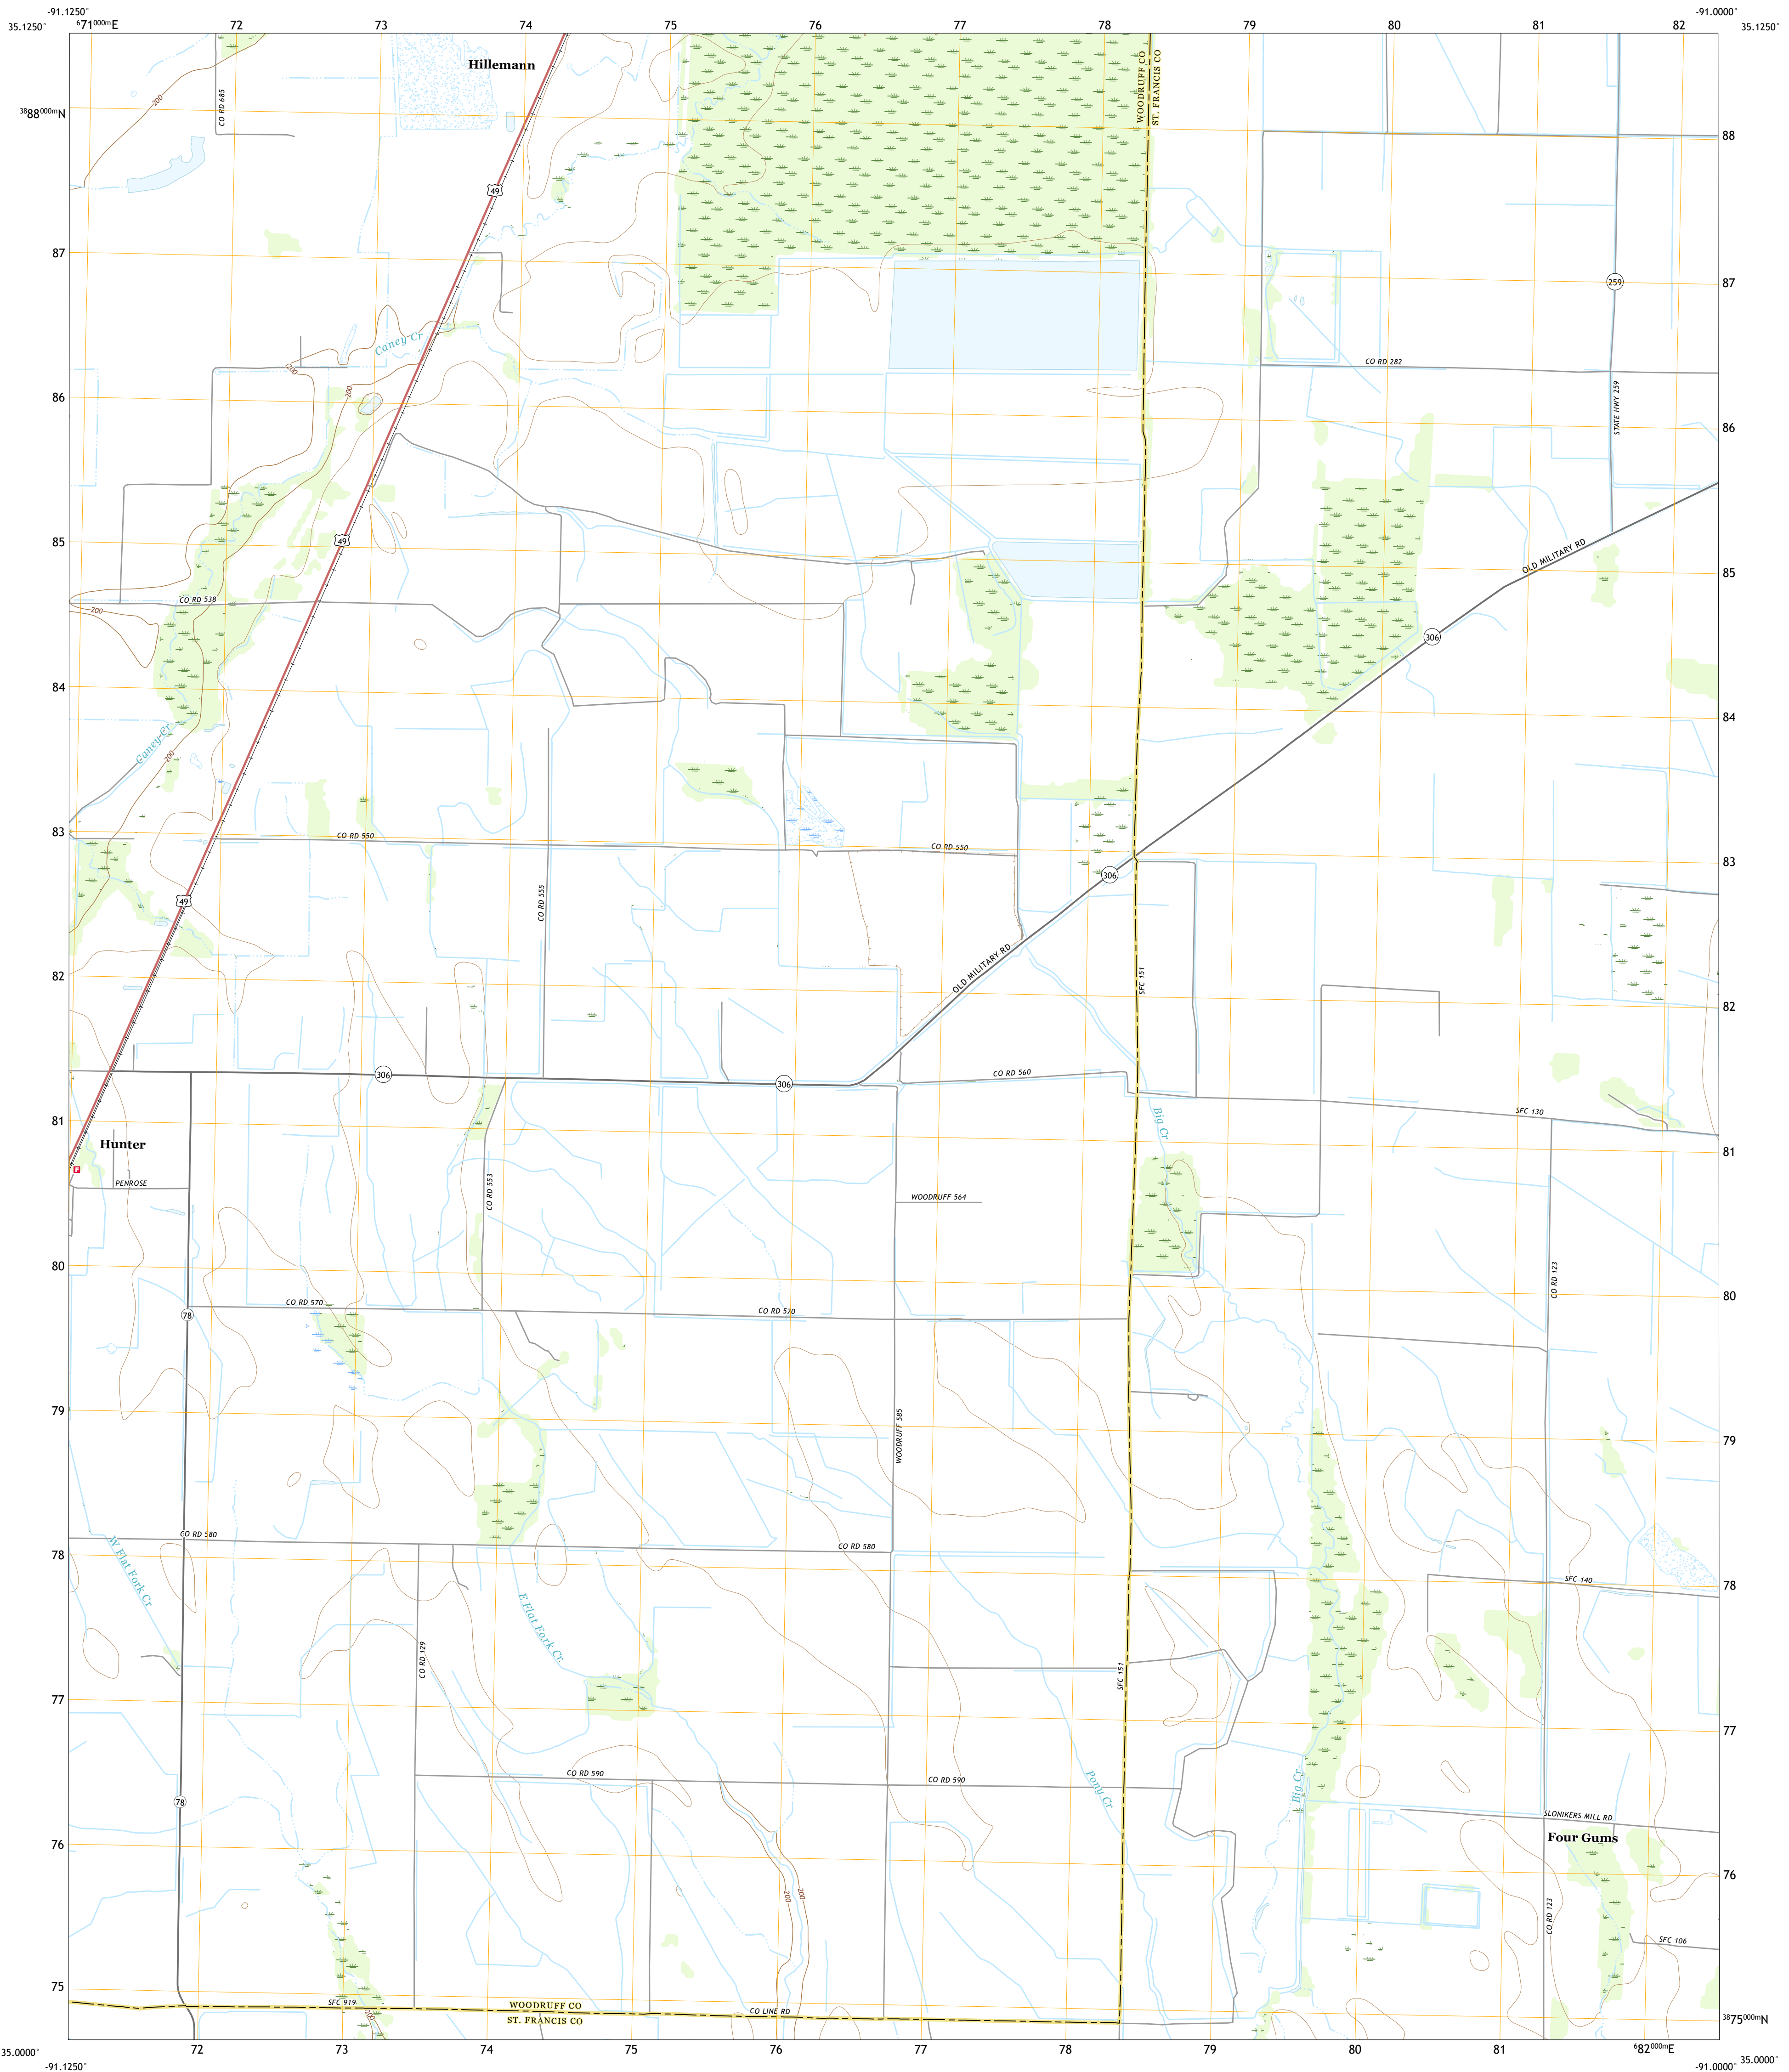 -91.1250°
-91.0000°
35.1250°
⁶71⁰⁰⁰ᵐE
72
73
74
75
76
77
78
79
80
81
82
35.1250°
Hillemann
WOODRUFF CO
ST. FRANCIS CO
CO RD 685
200
³⁸88⁰⁰⁰ᵐN
88
49
87
87
259
Caney Cr
CO RD 282
200
200
86
STATE HWY 259
86
49
85
OLD MILITARY RD
85
CO RD 538
200
306
84
84
Caney Cr
200
83
CO RD 550
CO RD 550
83
306
49
CO RD 555
OLD MILITARY RD
SFC 151
82
82
306
306
CO RD 560
SFC 130
Big Cr
81
Hunter
81
P
PENROSE
CO RD 553
WOODRUFF 564
80
CO RD 123
80
CO RD 570
CO RD 570
78
79
WOODRUFF 585
79
CO RD 580
CO RD 580
78
W Flat Fork Cr
SFC 140
78
E Flat Fork Cr
CO RD 129
SFC 151
77
77
CO RD 590
CO RD 590
Pony Cr
Big Cr
78
SLONIKERS MILL RD
Four Gums
76
76
200
200
CO RD 123
SFC 106
75
SFC 919
WOODRUFF CO
ST. FRANCIS CO
CO LINE RD
200
³⁸75⁰⁰⁰ᵐN
35.0000°
72
73
74
75
76
77
78
79
80
81
⁶82⁰⁰⁰ᵐE
35.0000°
-91.1250°
-91.0000°